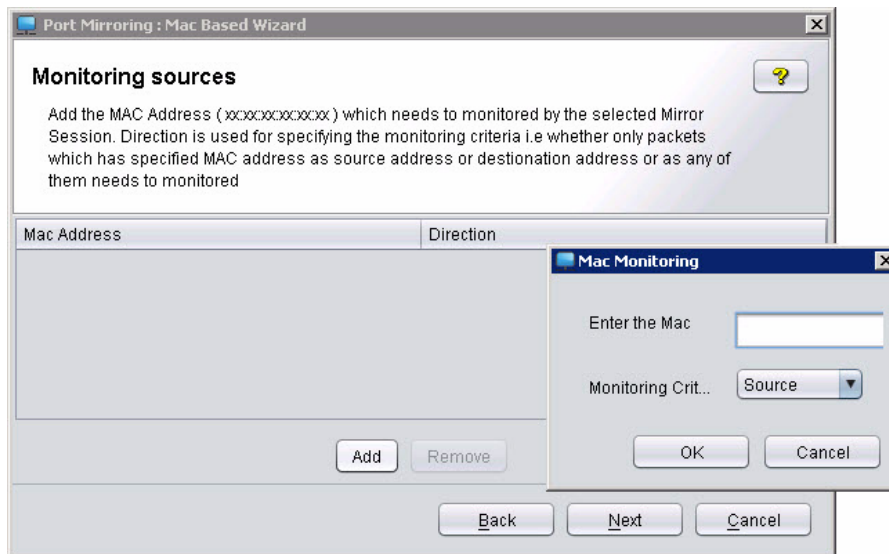 Port Mirroring : Mac Based Wizard
Monitoring sources
?
Add the MAC Address ( xx:xx:xx:xx:xx:xx ) which needs to monitored by the selected Mirror
Session. Direction is used for specifying the monitoring criteria i.e whether only packets
which has specified MAC address as source address or destionation address or as any of
them needs to monitored
Mac Address Direction
Mac Monitoring
Enter the Mac
Monitoring Crit... Source
OK Cancel
Add Remove
Back Next Cancel